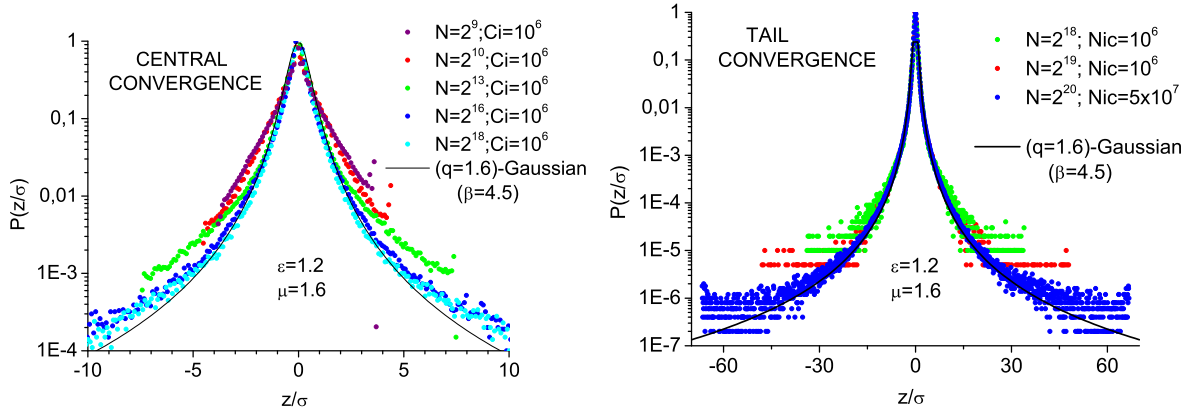 CENTRAL
CONVERGENCE
N=2^9;Ci=10^6
N=2^10;Ci=10^6
N=2^13;Ci=10^6
N=2^16;Ci=10^6
N=2^18;Ci=10^6
(q=1.6)-Gaussian
(β=4.5)
ε=1.2
μ=1.6
P(z/σ)
1
0,1
0,01
1E-3
1E-4
-10 -5 0 5 10
z/σ
TAIL
CONVERGENCE
N=2^18; Nic=10^6
N=2^19; Nic=10^6
N=2^20; Nic=5x10^7
(q=1.6)-Gaussian
(β=4.5)
ε=1.2
μ=1.6
P(z/σ)
1
0,1
0,01
1E-3
1E-4
1E-5
1E-6
1E-7
-60 -30 0 30 60
z/σ